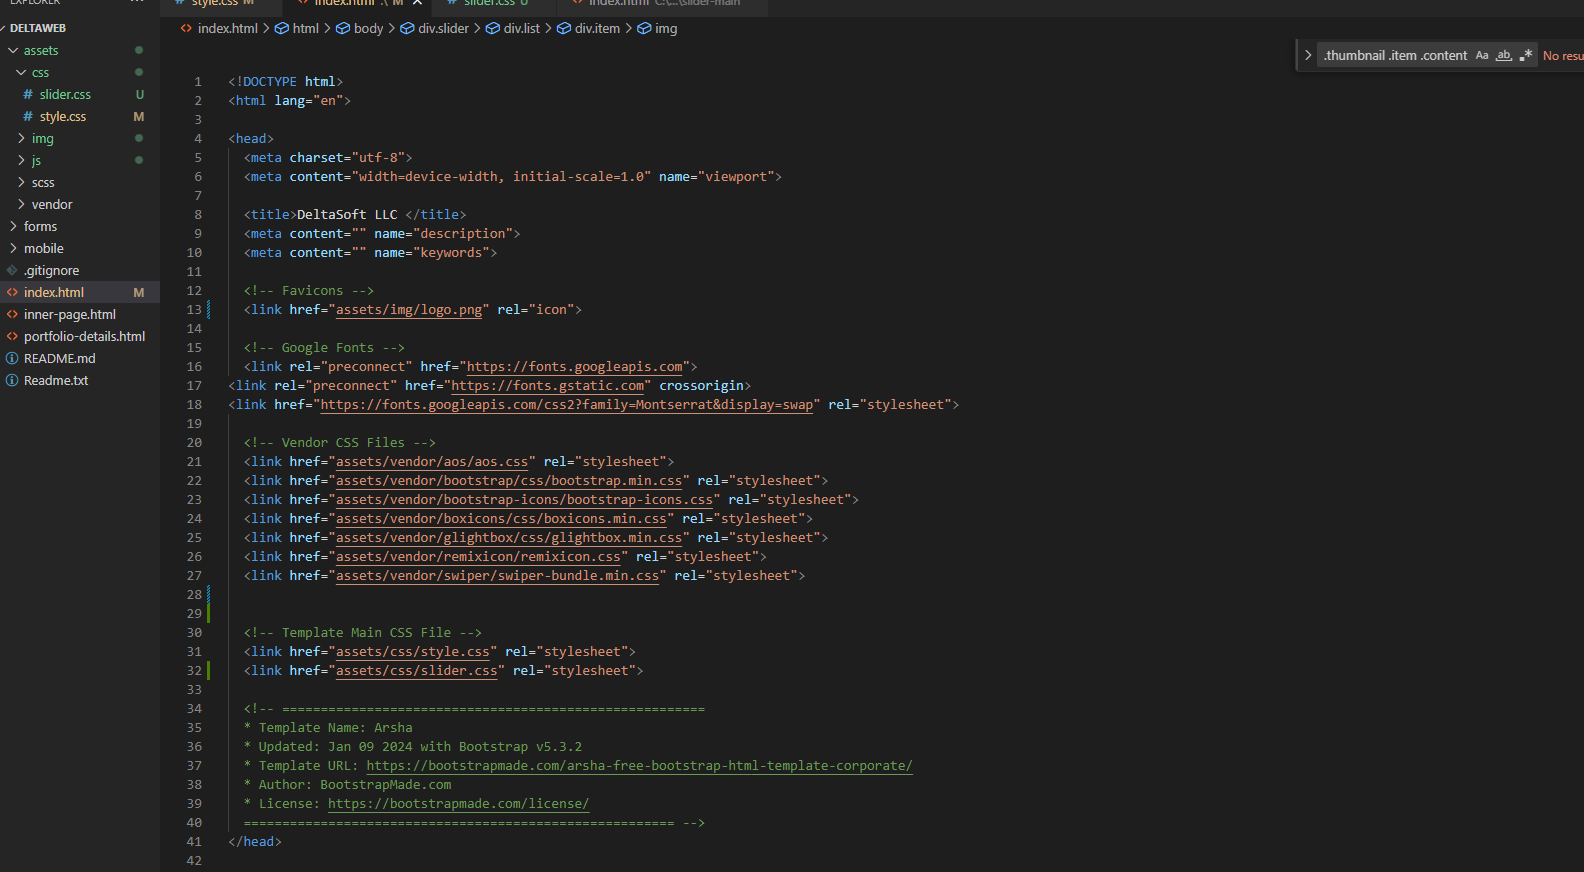 EXPLORER
style.css M
index.html .\ M
slider.css U
index.html C:\...\slider-main
DELTAWEB
assets
css
# slider.css U
# style.css M
img
js
scss
vendor
forms
mobile
.gitignore
index.html M
inner-page.html
portfolio-details.html
README.md
Readme.txt
index.html > html > body > div.slider > div.list > div.item > img
.thumbnail .item .content Aa ab .* No resu
1 <!DOCTYPE html>
2 <html lang="en">
3
4 <head>
5 <meta charset="utf-8">
6 <meta content="width=device-width, initial-scale=1.0" name="viewport">
7
8 <title>DeltaSoft LLC </title>
9 <meta content="" name="description">
10 <meta content="" name="keywords">
11
12 <!-- Favicons -->
13 <link href="assets/img/logo.png" rel="icon">
14
15 <!-- Google Fonts -->
16 <link rel="preconnect" href="https://fonts.googleapis.com">
17 <link rel="preconnect" href="https://fonts.gstatic.com" crossorigin>
18 <link href="https://fonts.googleapis.com/css2?family=Montserrat&display=swap" rel="stylesheet">
19
20 <!-- Vendor CSS Files -->
21 <link href="assets/vendor/aos/aos.css" rel="stylesheet">
22 <link href="assets/vendor/bootstrap/css/bootstrap.min.css" rel="stylesheet">
23 <link href="assets/vendor/bootstrap-icons/bootstrap-icons.css" rel="stylesheet">
24 <link href="assets/vendor/boxicons/css/boxicons.min.css" rel="stylesheet">
25 <link href="assets/vendor/glightbox/css/glightbox.min.css" rel="stylesheet">
26 <link href="assets/vendor/remixicon/remixicon.css" rel="stylesheet">
27 <link href="assets/vendor/swiper/swiper-bundle.min.css" rel="stylesheet">
28
29
30 <!-- Template Main CSS File -->
31 <link href="assets/css/style.css" rel="stylesheet">
32 <link href="assets/css/slider.css" rel="stylesheet">
33
34 <!-- =======================================================
35 * Template Name: Arsha
36 * Updated: Jan 09 2024 with Bootstrap v5.3.2
37 * Template URL: https://bootstrapmade.com/arsha-free-bootstrap-html-template-corporate/
38 * Author: BootstrapMade.com
39 * License: https://bootstrapmade.com/license/
40 ======================================================== -->
41 </head>
42